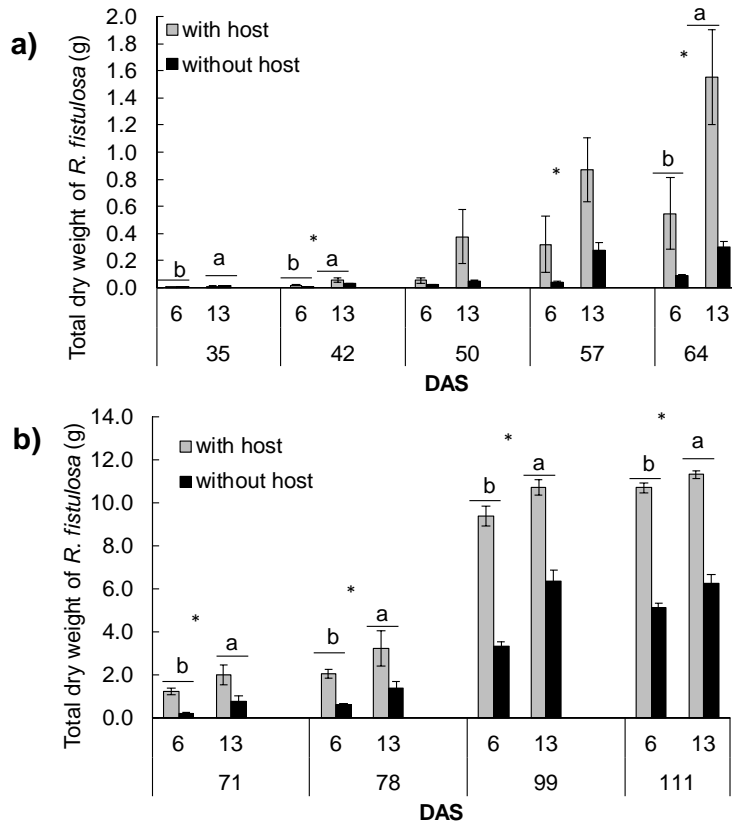 a)
Total dry weight of R. fistulosa (g)
with host
without host
2.0
1.8
1.6
1.4
1.2
1.0
0.8
0.6
0.4
0.2
0.0
b a
b * a
*
b * a
6 13 6 13 6 13 6 13 6 13
35 42 50 57 64
DAS
b)
Total dry weight of R. fistulosa (g)
with host
without host
14.0
12.0
10.0
8.0
6.0
4.0
2.0
0.0
b * a
b * a
b * a
b * a
6 13 6 13 6 13 6 13
71 78 99 111
DAS